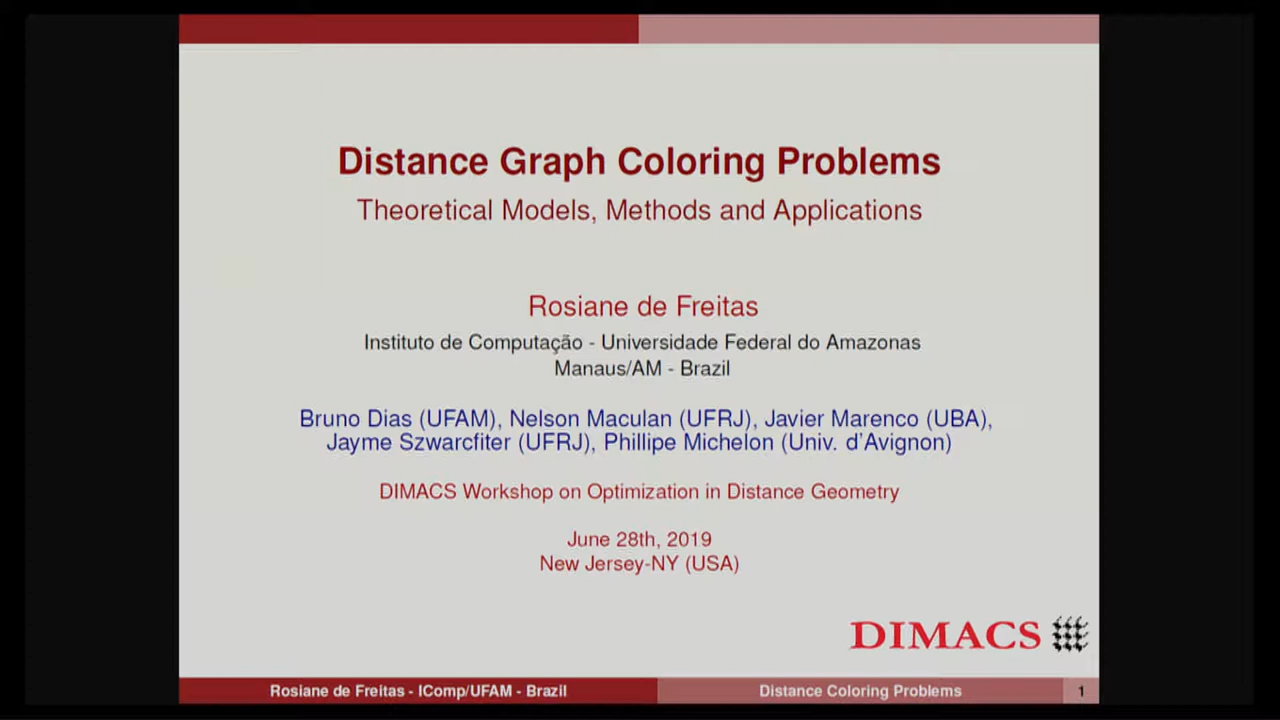 Distance Graph Coloring Problems
Theoretical Models, Methods and Applications
Rosiane de Freitas
Instituto de Computação - Universidade Federal do Amazonas
Manaus/AM - Brazil
Bruno Dias (UFAM), Nelson Maculan (UFRJ), Javier Marenco (UBA),
Jayme Szwarcfiter (UFRJ), Phillipe Michelon (Univ. d'Avignon)
DIMACS Workshop on Optimization in Distance Geometry
June 28th, 2019
New Jersey-NY (USA)
DIMACS
Rosiane de Freitas - IComp/UFAM - Brazil
Distance Coloring Problems
1